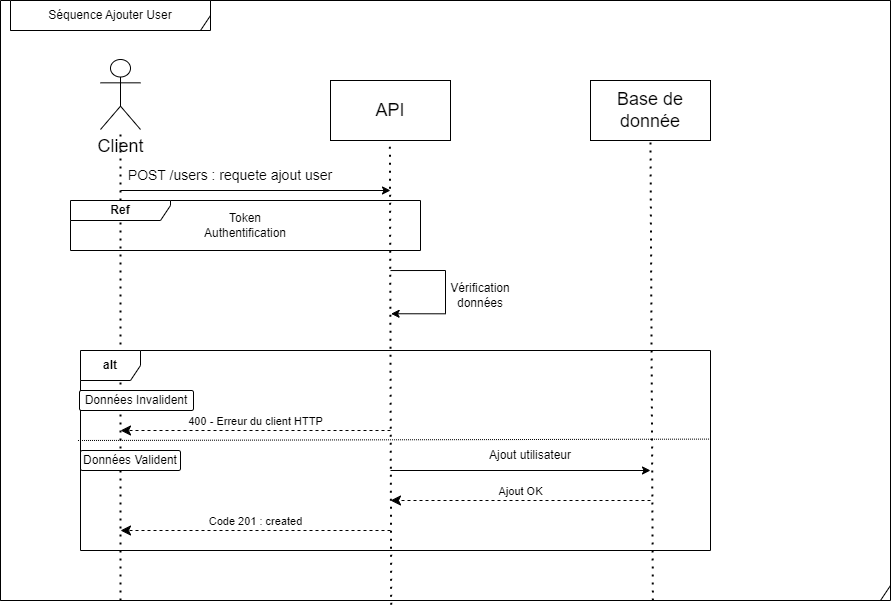 Séquence Ajouter User
Client
API
Base de
donnée
POST /users : requete ajout user
Ref
Token
Authentification
Vérification
données
alt
Données Invalident
400 - Erreur du client HTTP
Données Valident
Ajout utilisateur
Ajout OK
Code 201 : created